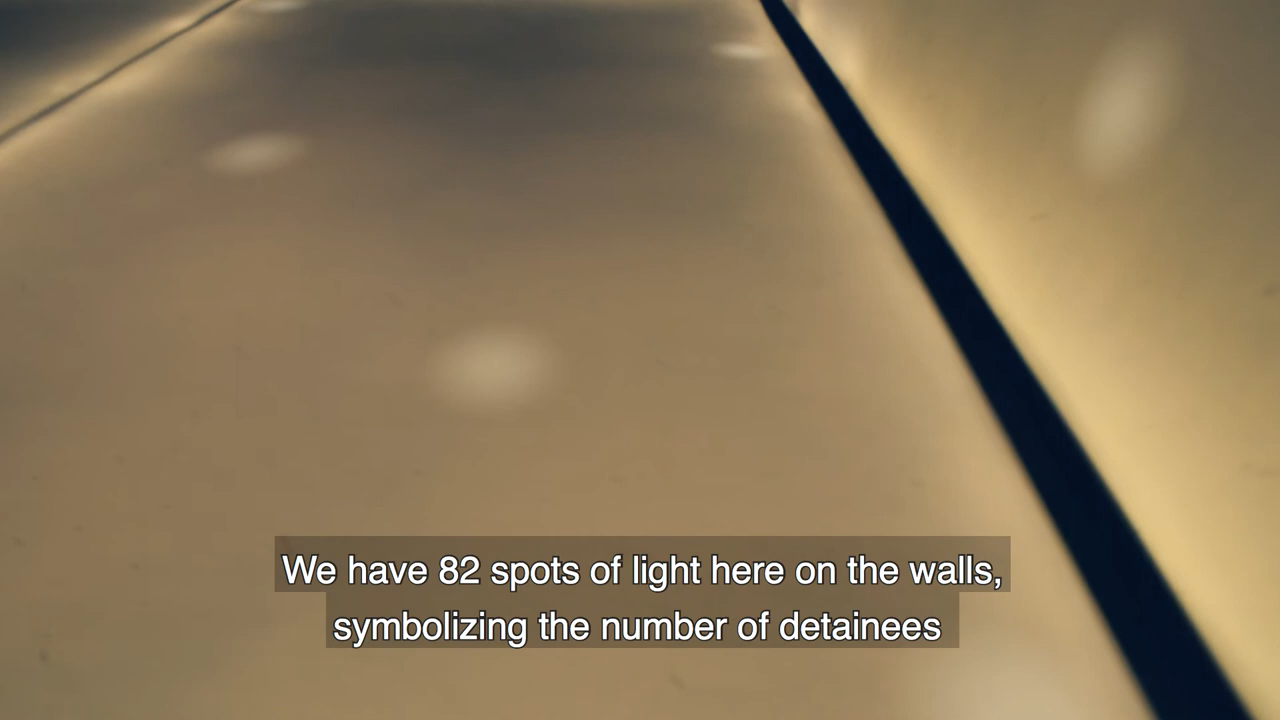 We have 82 spots of light here on the walls,
symbolizing the number of detainees